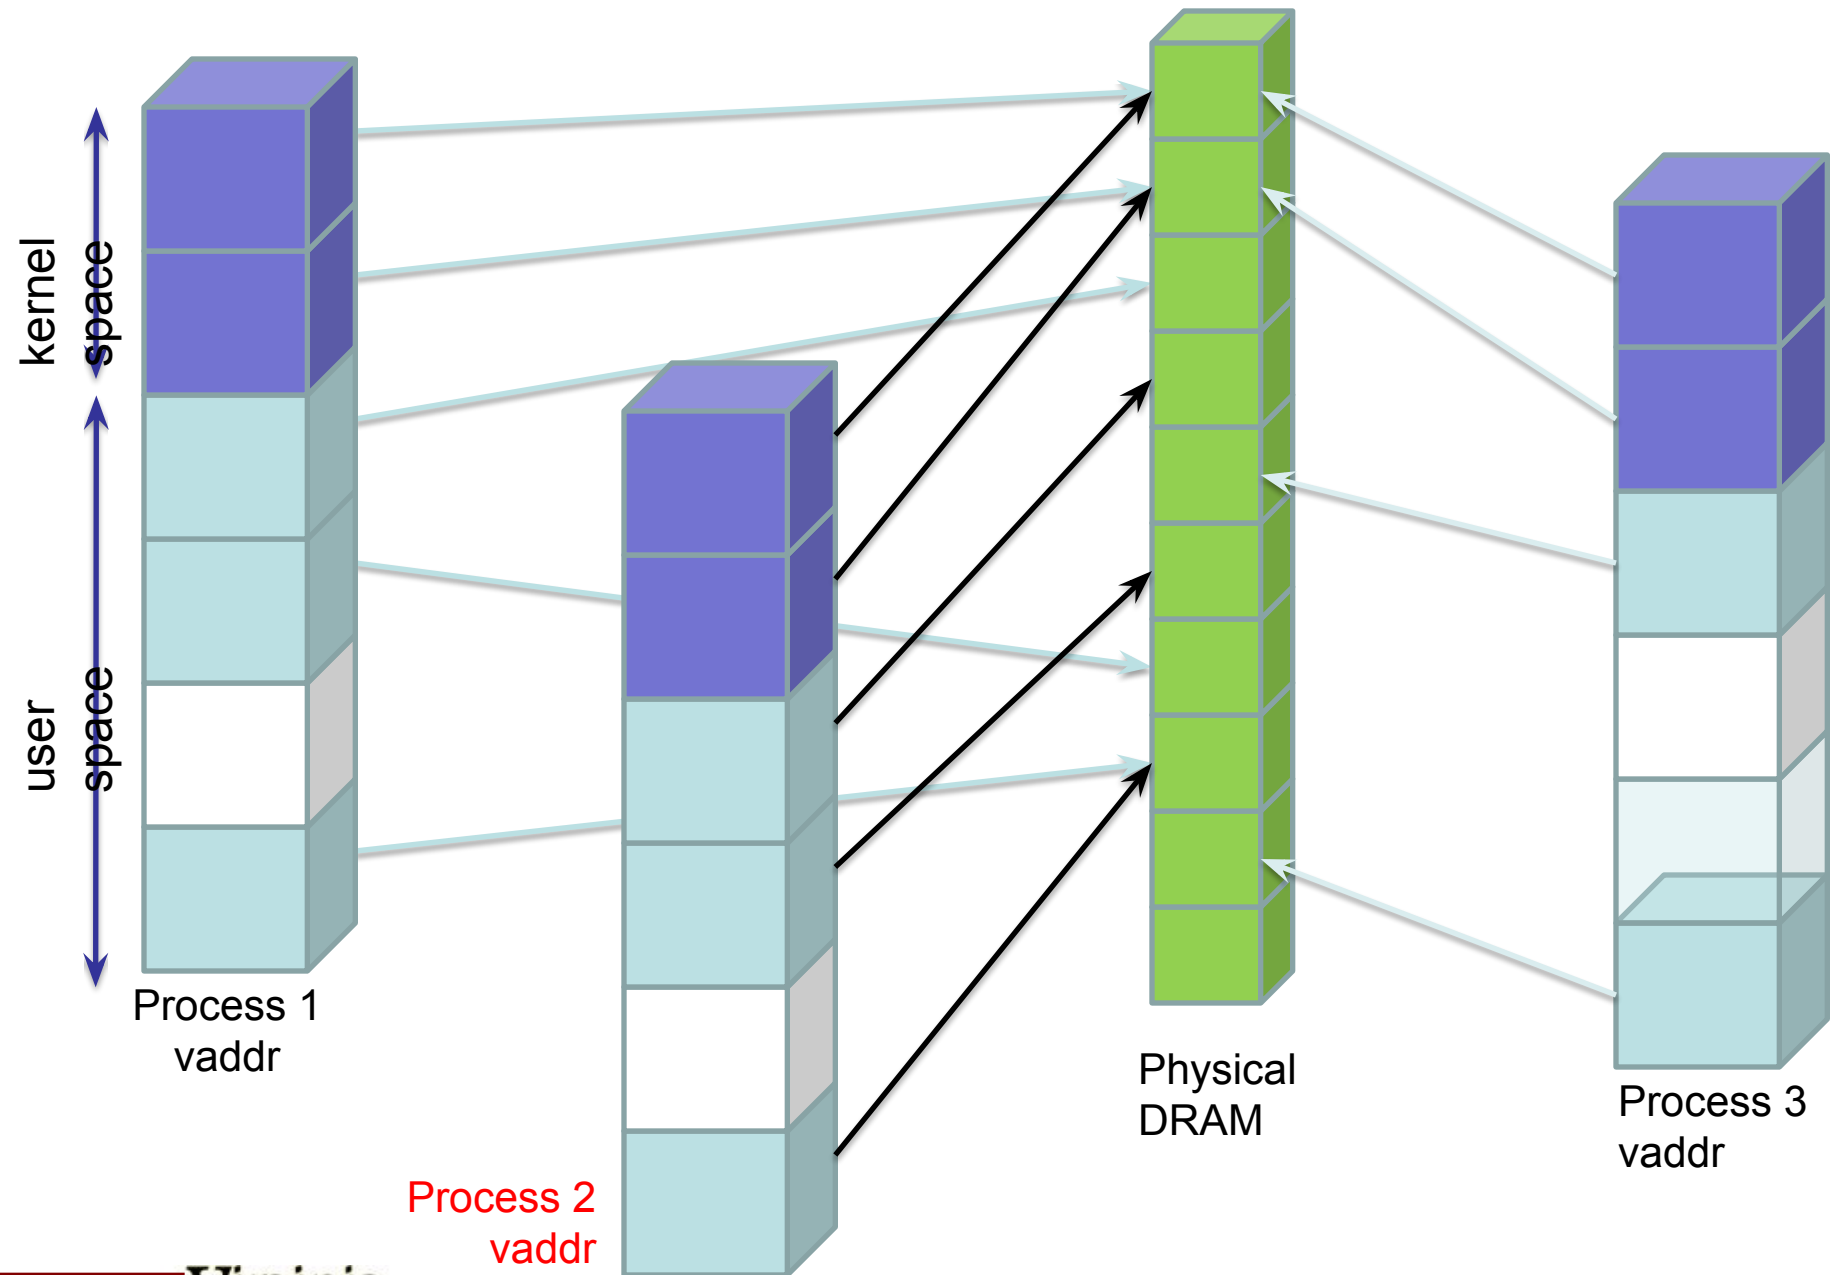 kernel
space
user
space
Process 1
vaddr
Process 2
vaddr
Physical
DRAM
Process 3
vaddr